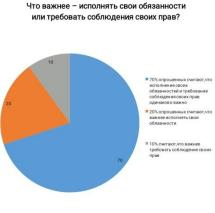 Что важнее – исполнять свои обязанности
или требовать соблюдения своих прав?
10
20
70
70% опрошенных считают, что
исполнение своих
обязанностей и требование
соблюдения своих прав
одинаково важно
20% опрошенных считают, что
важнее исполнять свои
обязанности
10% считают, что важнее
требовать соблюдения своих
прав